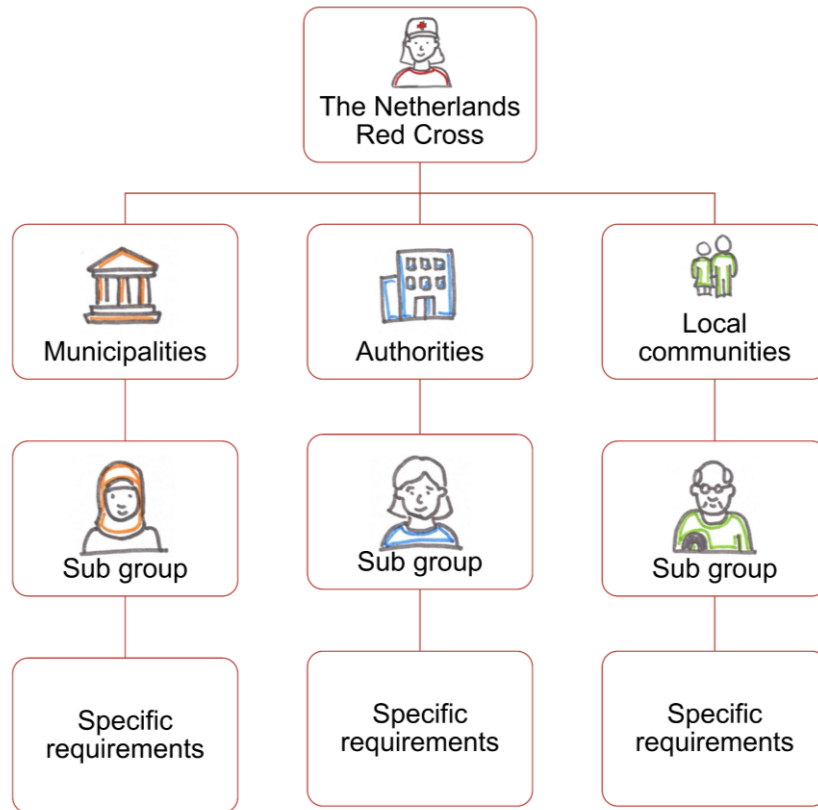 The Netherlands
Red Cross
Municipalities
Authorities
Local
communities
Sub group
Sub group
Sub group
Specific
requirements
Specific
requirements
Specific
requirements